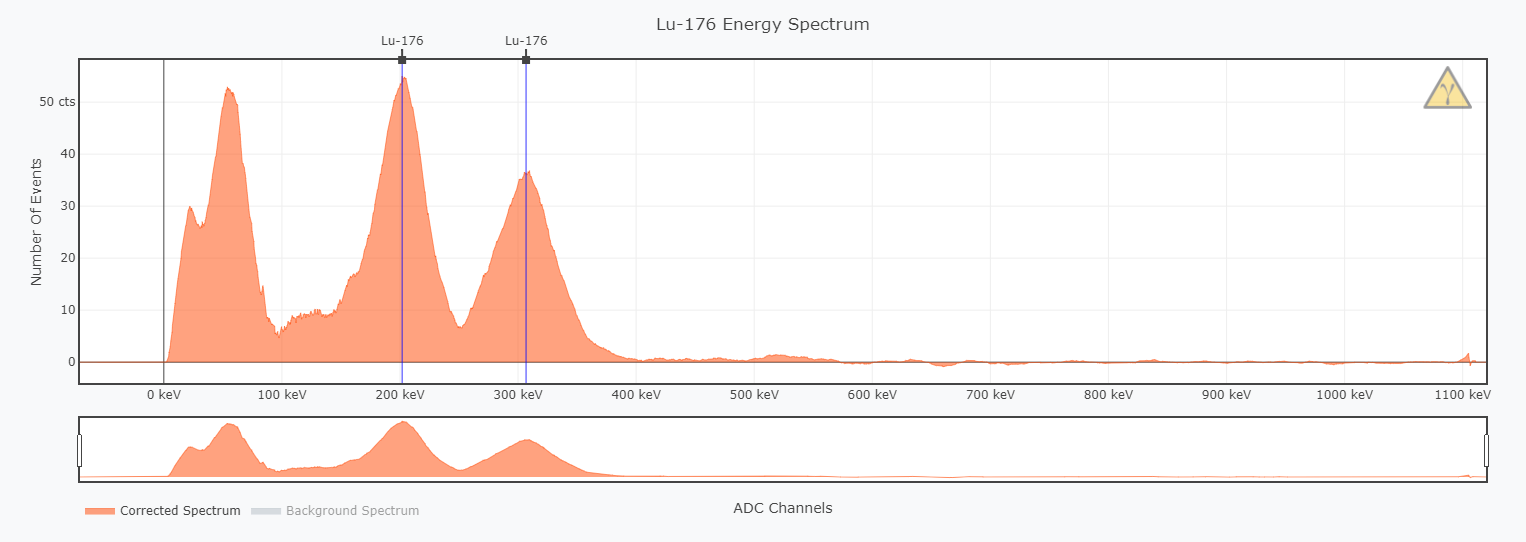 Lu-176 Energy Spectrum
Lu-176 Lu-176
50 cts
40
30
20
10
0
Number Of Events
γ
0 keV 100 keV 200 keV 300 keV 400 keV 500 keV 600 keV 700 keV 800 keV 900 keV 1000 keV 1100 keV
ADC Channels
Corrected Spectrum Background Spectrum